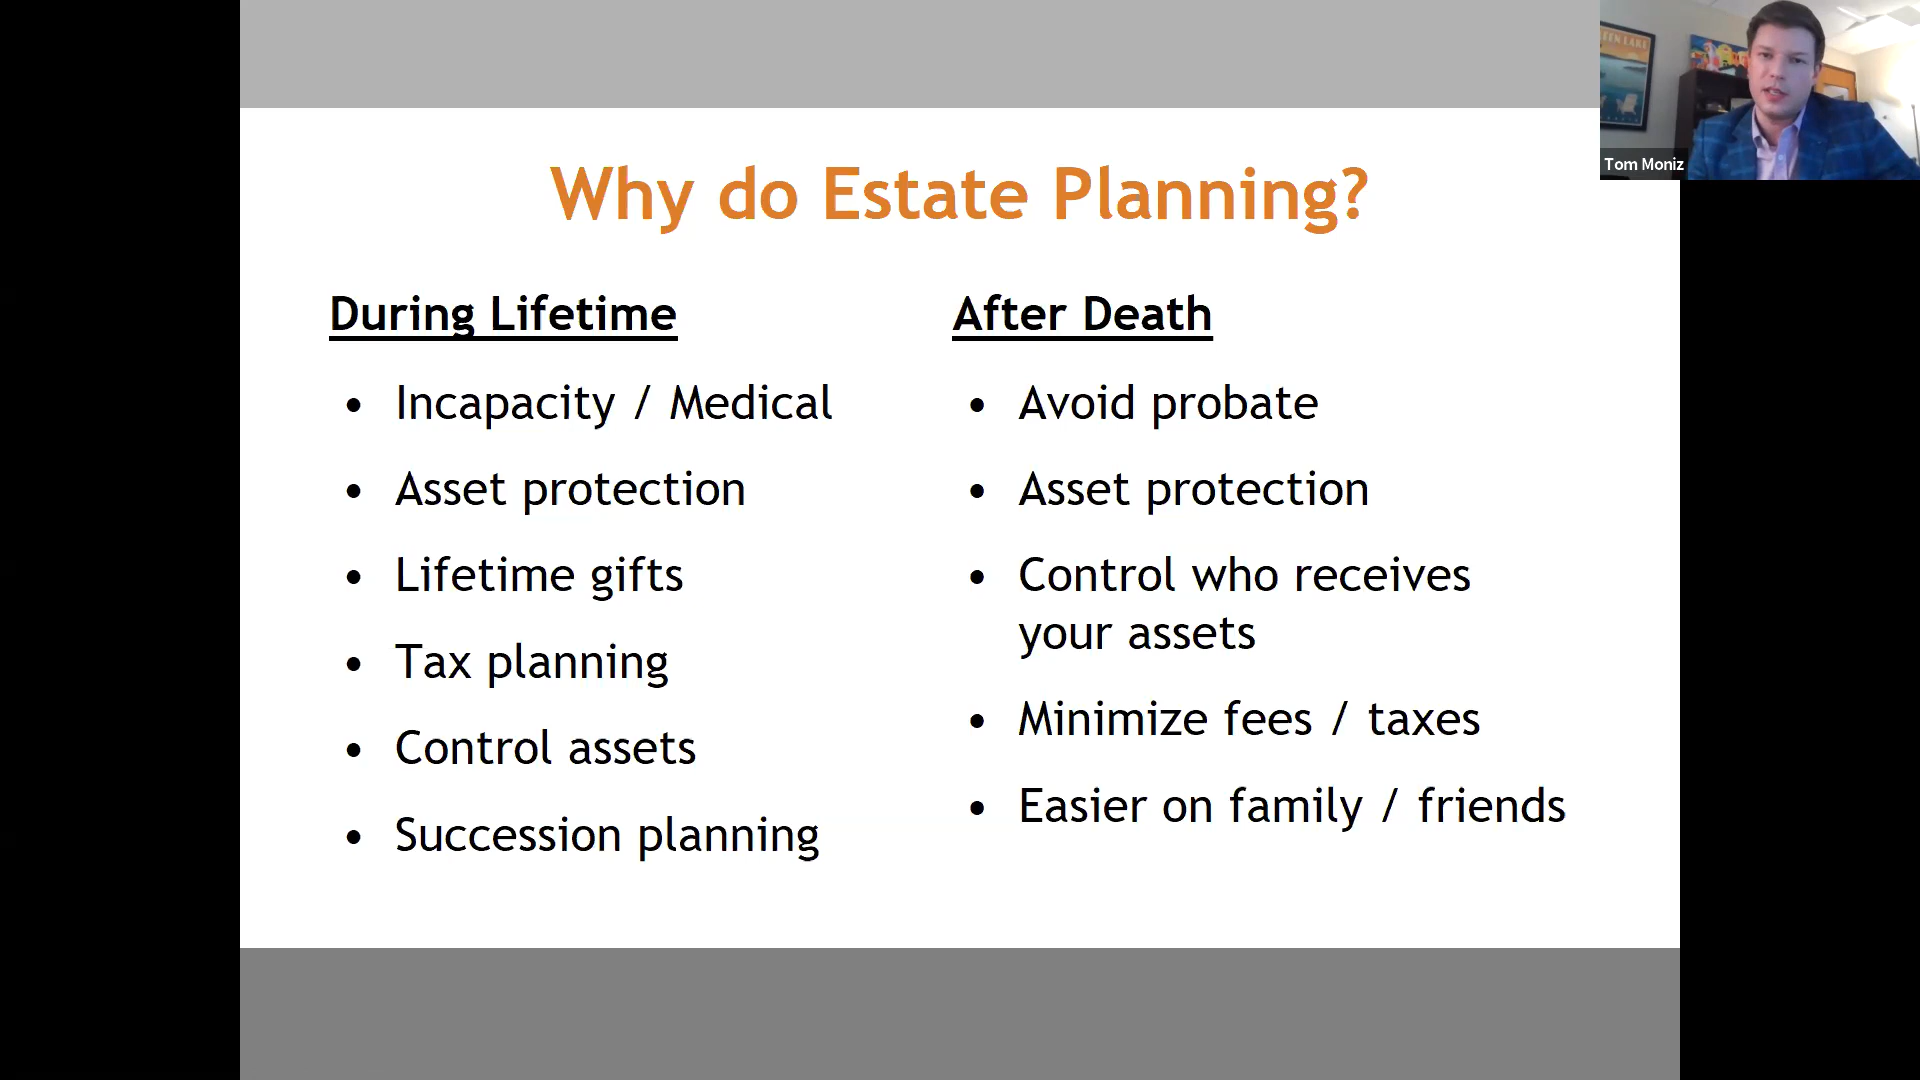 Why do Estate Planning?
During Lifetime
• Incapacity / Medical
• Asset protection
• Lifetime gifts
• Tax planning
• Control assets
• Succession planning
After Death
• Avoid probate
• Asset protection
• Control who receives
your assets
• Minimize fees / taxes
• Easier on family / friends
LAKE
Tom Moniz